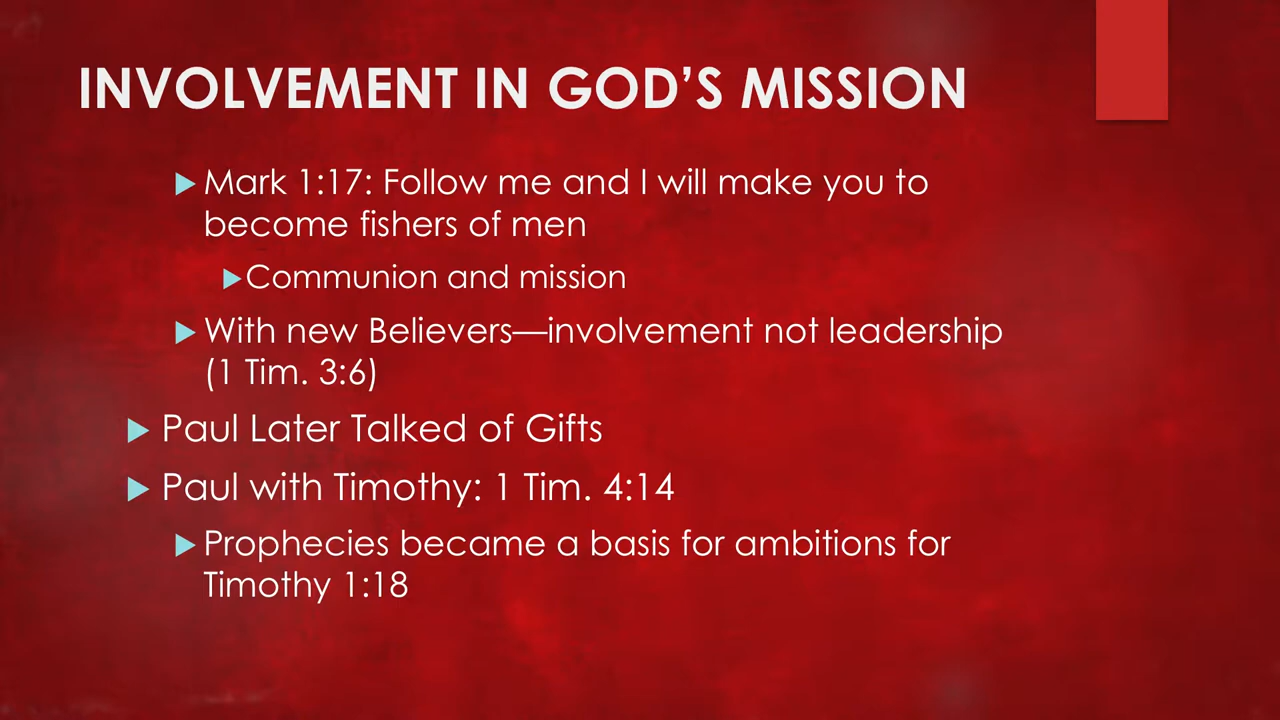 INVOLVEMENT IN GOD’S MISSION
Mark 1:17: Follow me and I will make you to
become fishers of men
Communion and mission
With new Believers—involvement not leadership
(1 Tim. 3:6)
Paul Later Talked of Gifts
Paul with Timothy: 1 Tim. 4:14
Prophecies became a basis for ambitions for
Timothy 1:18